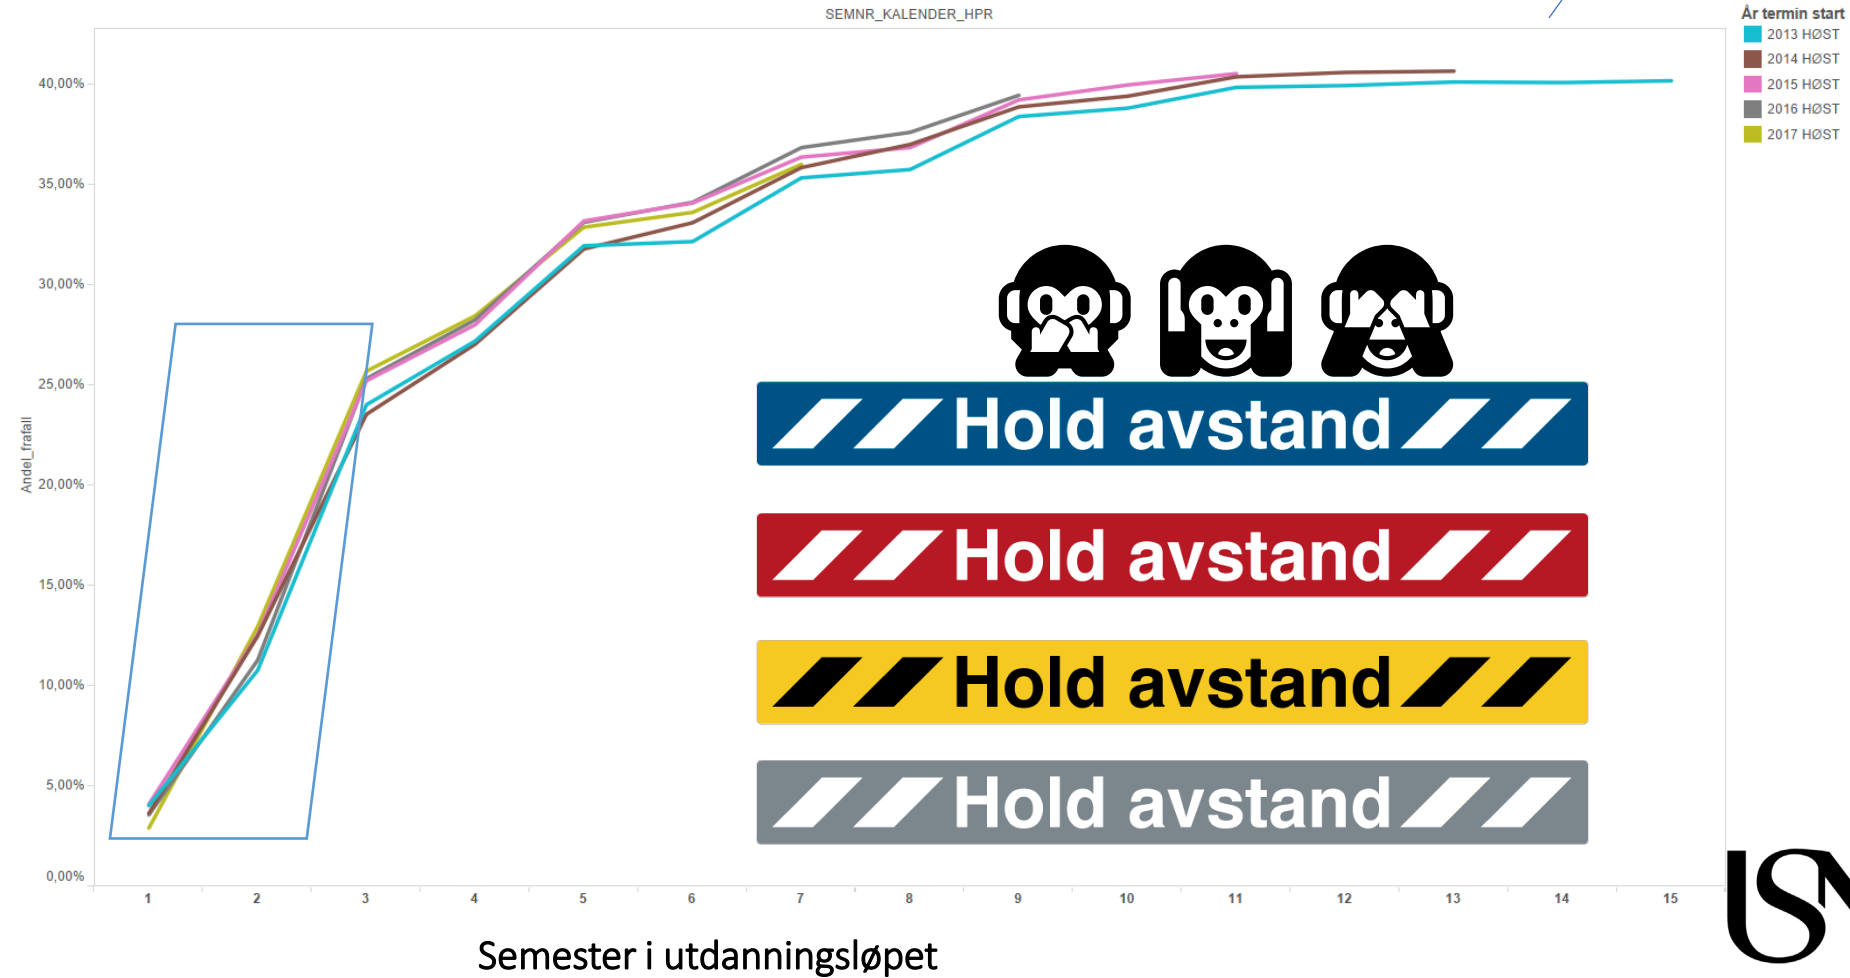 SEMNR_KALENDER_HPR
År termin start
2013 HØST
2014 HØST
2015 HØST
2016 HØST
2017 HØST
Andel_frafall
40,00%
35,00%
30,00%
25,00%
20,00%
15,00%
10,00%
5,00%
0,00%
Hold avstand
Hold avstand
Hold avstand
Hold avstand
1 2 3 4 5 6 7 8 9 10 11 12 13 14 15
Semester i utdanningsløpet
USN